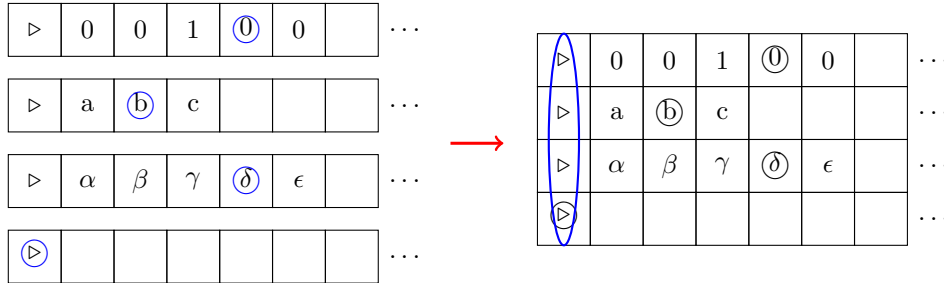 ▷ 0 0 1 0 0 ...
▷ a b c ...
▷ α β γ δ ϵ ...
▷ ...
▷ 0 0 1 0 0 ...
▷ a b c ...
▷ α β γ δ ϵ ...
▷ ...